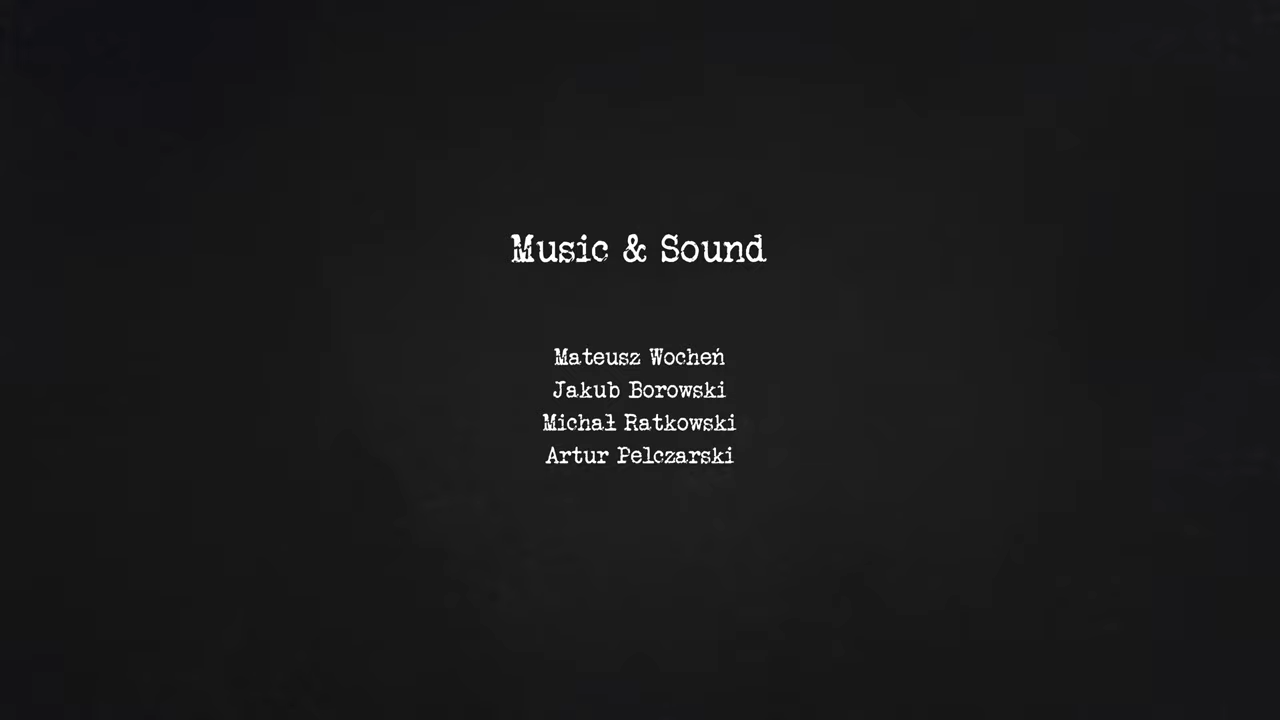 Music & Sound
Mateusz Wocheń
Jakub Borowski
Michał Ratkowski
Artur Pelczarski